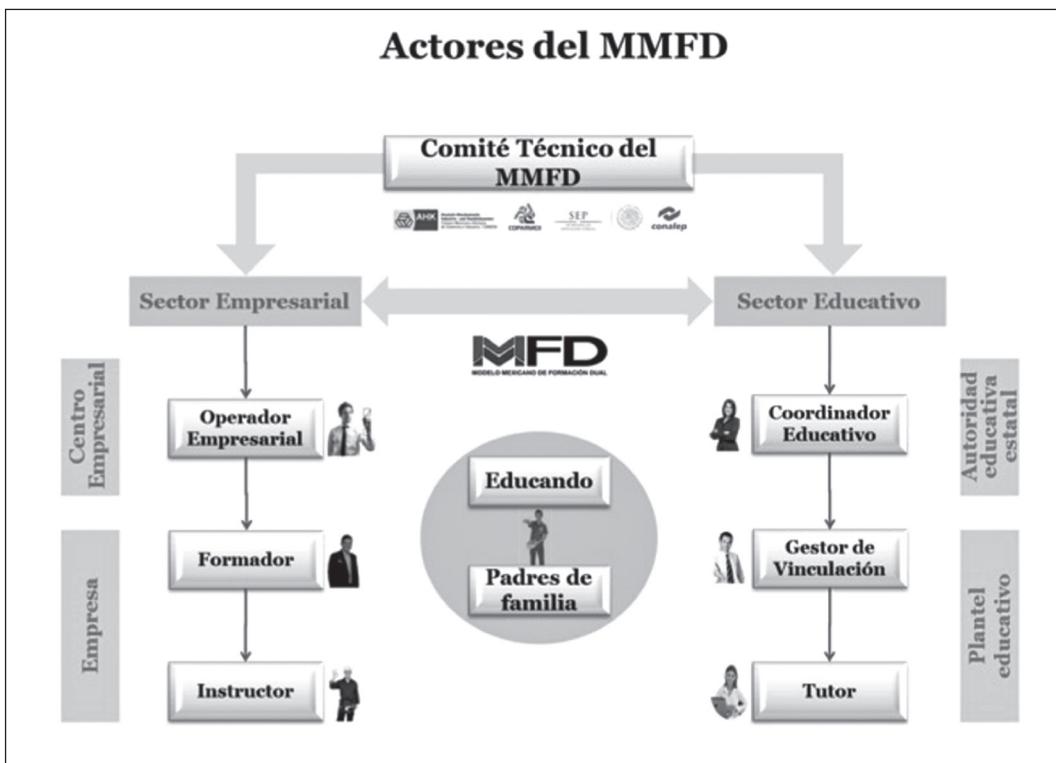 Actores del MMFD
Comité Técnico del
MMFD
AHK
COPARMEX
SEP
conalep
Sector Empresarial
Sector Educativo
MFD
MODELO MEXICANO DE FORMACIÓN DUAL
Centro
Empresarial
Operador
Empresarial
Coordinador
Educativo
Autoridad
educativa
estatal
Educando
Empresa
Formador
Padres de
familia
Gestor de
Vinculación
Plantel
educativo
Instructor
Tutor